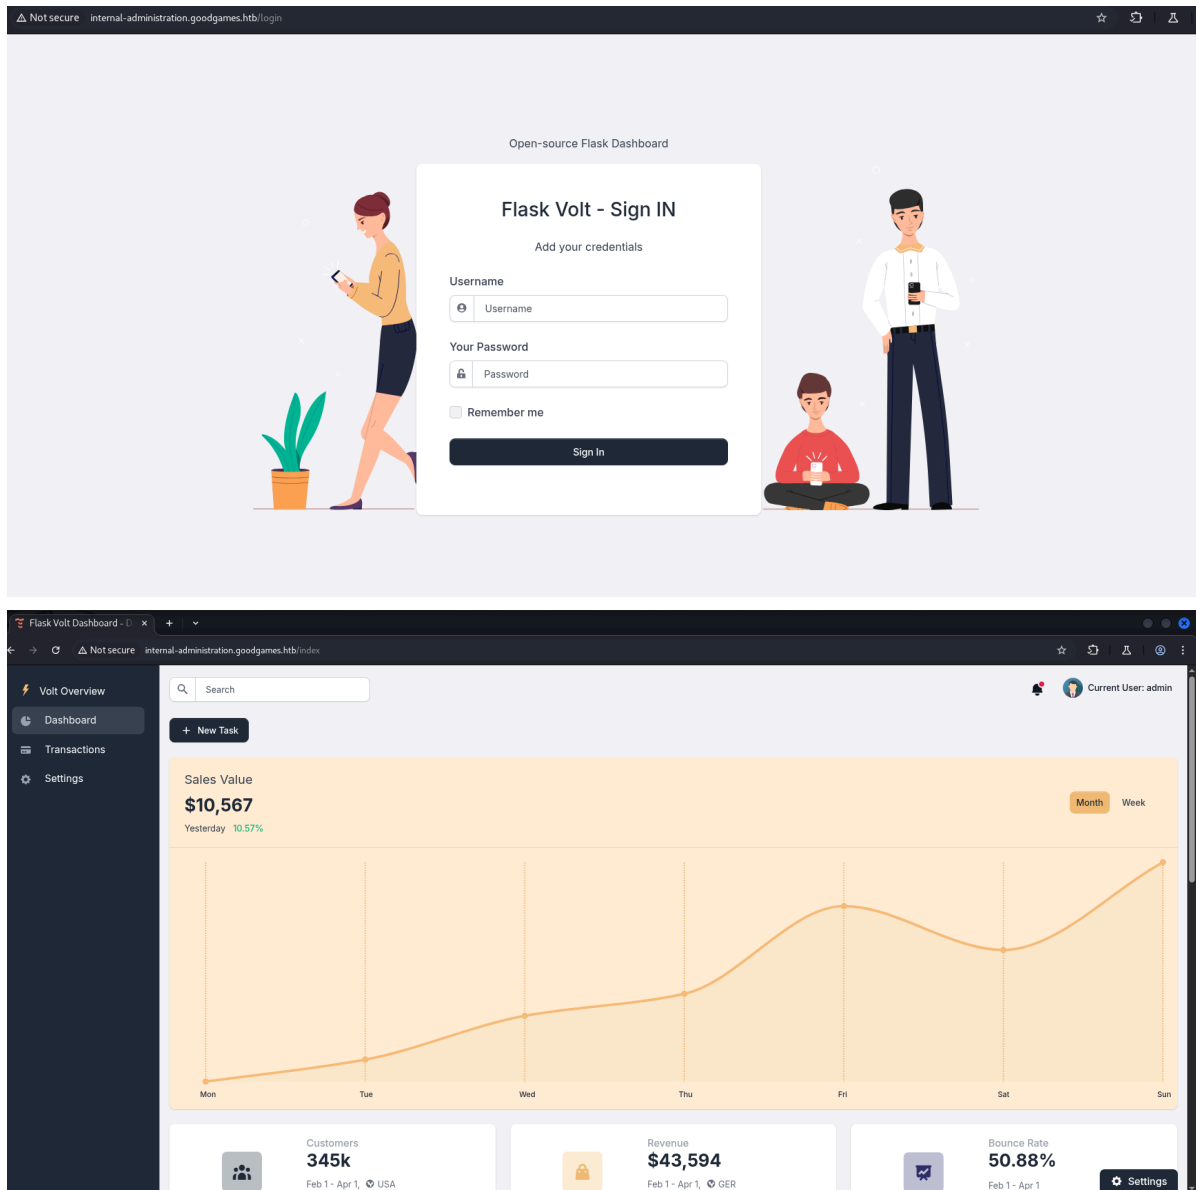 Not secure internal-administration.goodgames.htb/login
Open-source Flask Dashboard
Flask Volt - Sign IN
Add your credentials
Username
Username
Your Password
Password
Remember me
Sign In
Flask Volt Dashboard - D
Not secure internal-administration.goodgames.htb/index
Volt Overview
Dashboard
Transactions
Settings
Search
Current User: admin
+ New Task
Sales Value
$10,567
Yesterday 10.57%
Month Week
Mon Tue Wed Thu Fri Sat Sun
Customers
345k
Feb 1 - Apr 1, USA
Revenue
$43,594
Feb 1 - Apr 1, GER
Bounce Rate
50.88%
Feb 1 - Apr 1
Settings